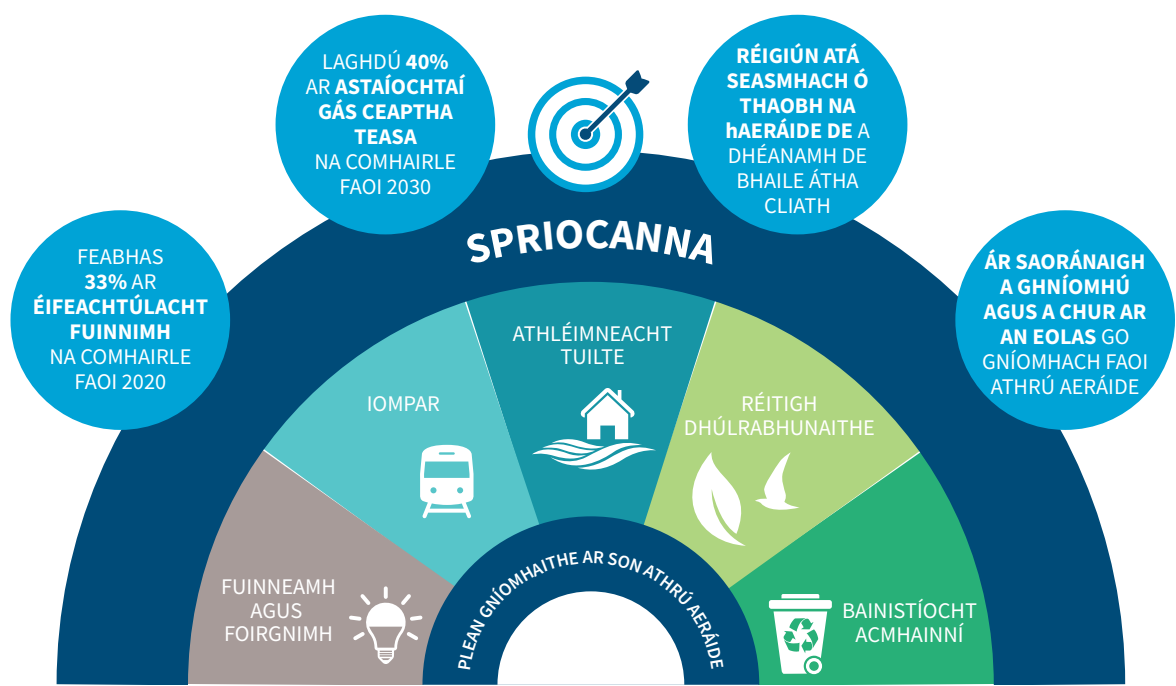 FEABHAS
33% AR
ÉIFEACHTÚLACHT
FUINNIMH
NA COMHAIRLE
FAOI 2020
LAGHDÚ 40%
AR ASTAÍOCHTAÍ
GÁS CEAPTHA
TEASA
NA COMHAIRLE
FAOI 2030
RÉIGIÚN ATÁ
SEASMHACH Ó
THAOBH NA
hAERÁIDE DE A
DHÉANAMH DE
BHAILE ÁTHA
CLIATH
ÁR SAORÁNAIGH
A GHNÍOMHÚ
AGUS A CHUR AR
AN EOLAS GO
GNÍOMHACH FAOI
ATHRÚ AERÁIDE
SPRIOCANNA
FUINNEAMH
AGUS
FOIRGNIMH
IOMPAR
ATHLÉIMNEACHT
TUILTE
RÉITIGH
DHÚLRABHUNAITHE
BAINISTÍOCHT
ACMHAINNÍ
PLEAN GNÍOMHAITHE AR SON ATHRÚ AERÁIDE